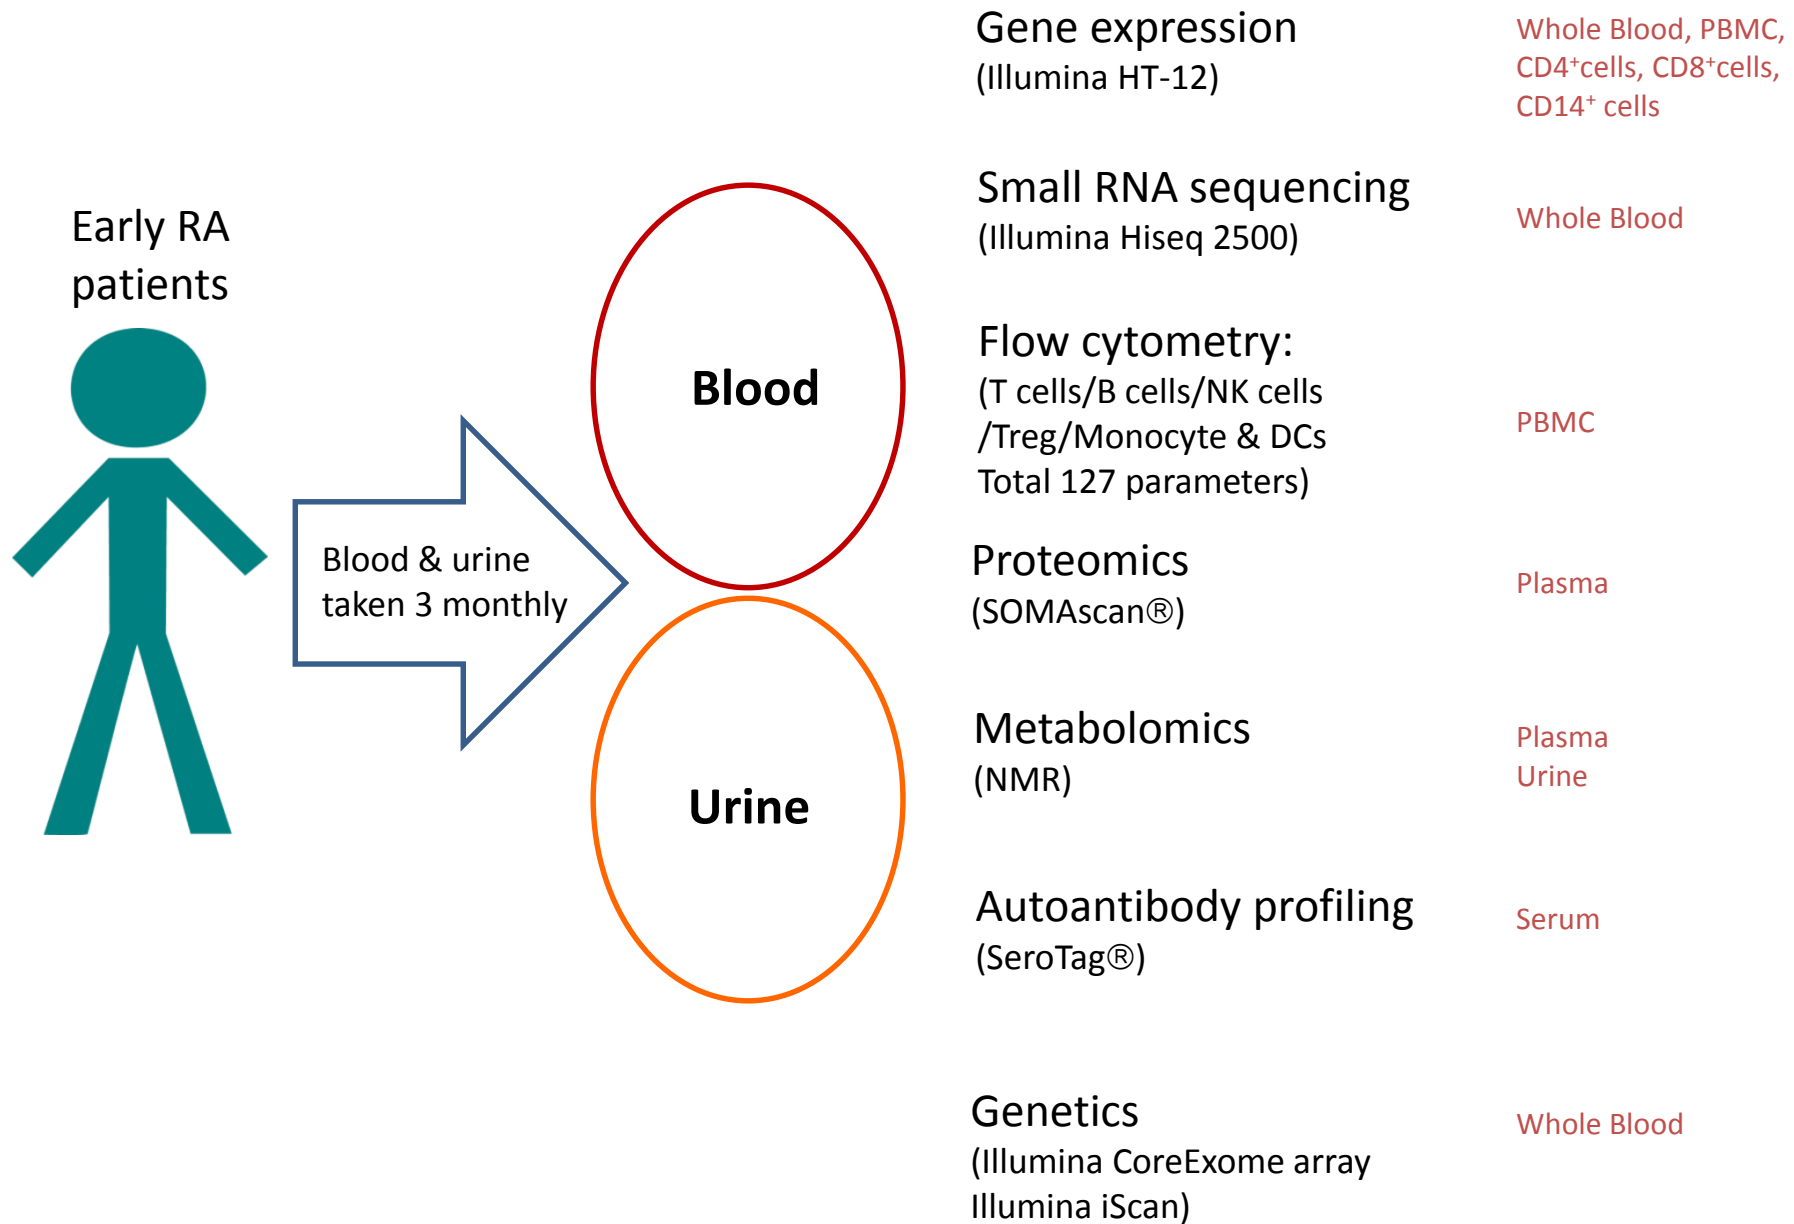 Early RA
patients
Blood & urine
taken 3 monthly
Blood
Urine
Gene expression
(Illumina HT-12)
Whole Blood, PBMC,
CD4⁺cells, CD8⁺cells,
CD14⁺ cells
Small RNA sequencing
(Illumina Hiseq 2500)
Whole Blood
Flow cytometry:
(T cells/B cells/NK cells
/Treg/Monocyte & DCs
Total 127 parameters)
PBMC
Proteomics
(SOMAscan®)
Plasma
Metabolomics
(NMR)
Plasma
Urine
Autoantibody profiling
(SeroTag®)
Serum
Genetics
(Illumina CoreExome array
Illumina iScan)
Whole Blood